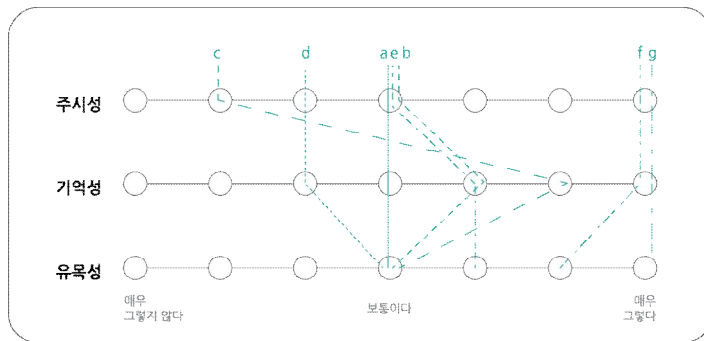 c d a e b f g
주시성
기억성
유목성
매우
그렇지 않다
보통이다
매우
그렇다